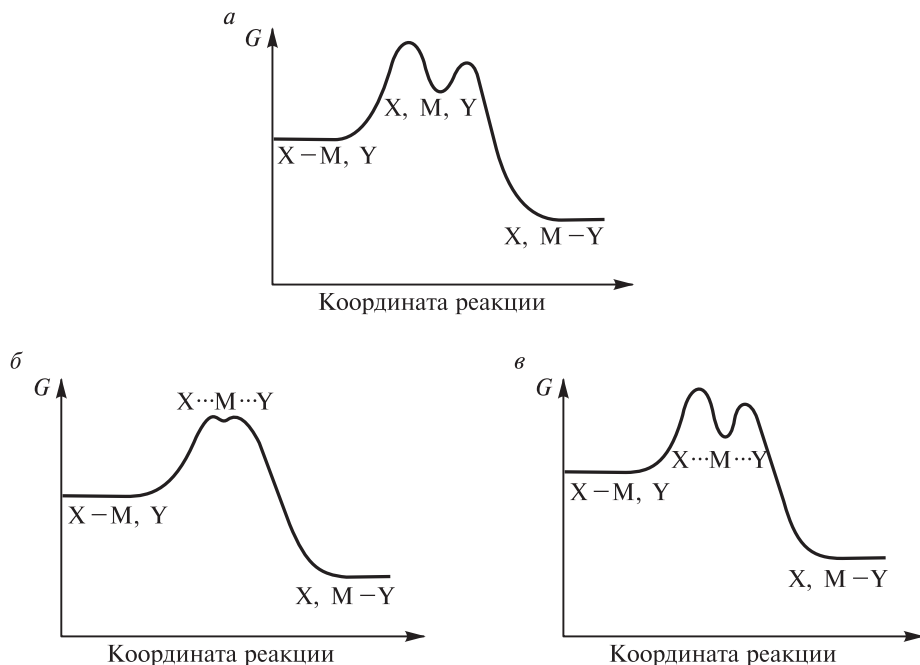 а
G
X, M, Y
X–M, Y
X, M–Y
Координата реакции
б
G
X···M···Y
X–M, Y
X, M–Y
Координата реакции
в
G
X···M···Y
X–M, Y
X, M–Y
Координата реакции